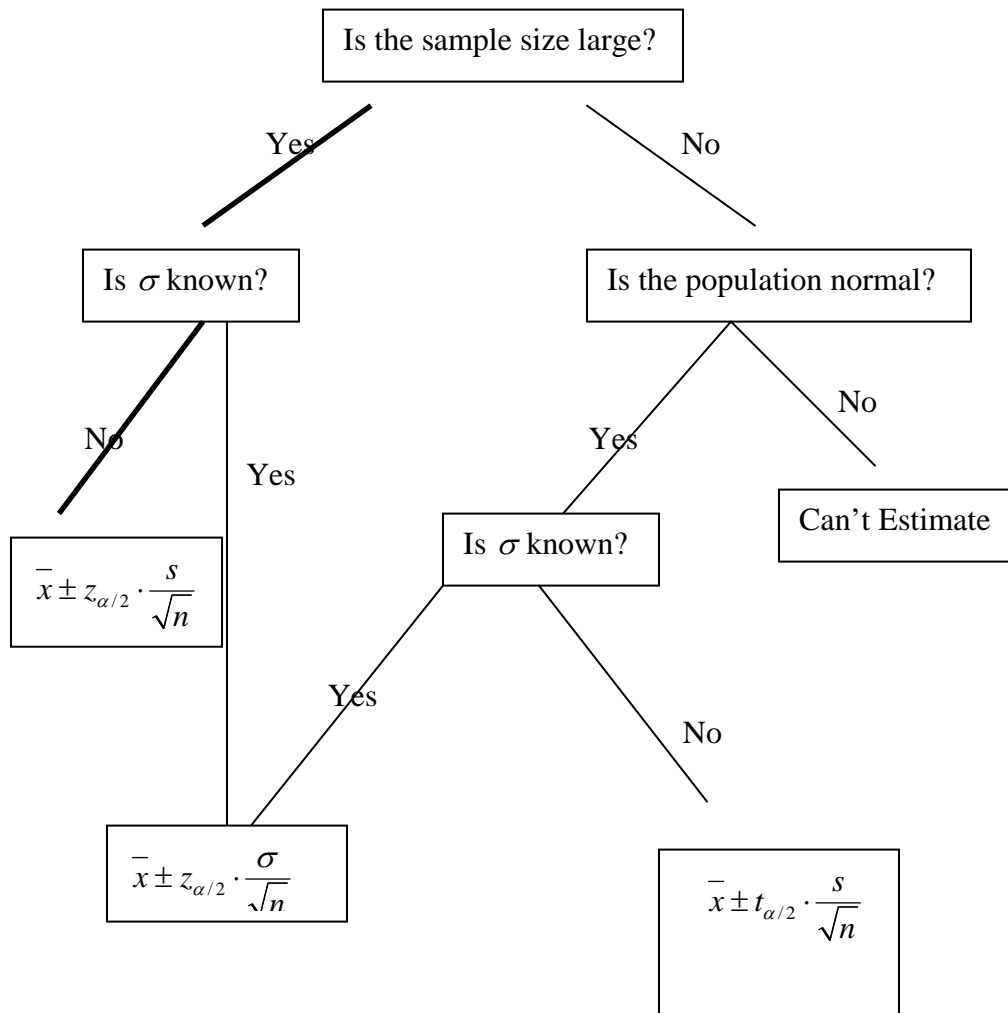 Is the sample size large?
Yes
No
Is σ known?
Is the population normal?
No
Yes
Yes
No
Is σ known?
Can’t Estimate
x̄ ± z_{α/2} · s/√n
Yes
No
x̄ ± z_{α/2} · σ/√n
x̄ ± t_{α/2} · s/√n